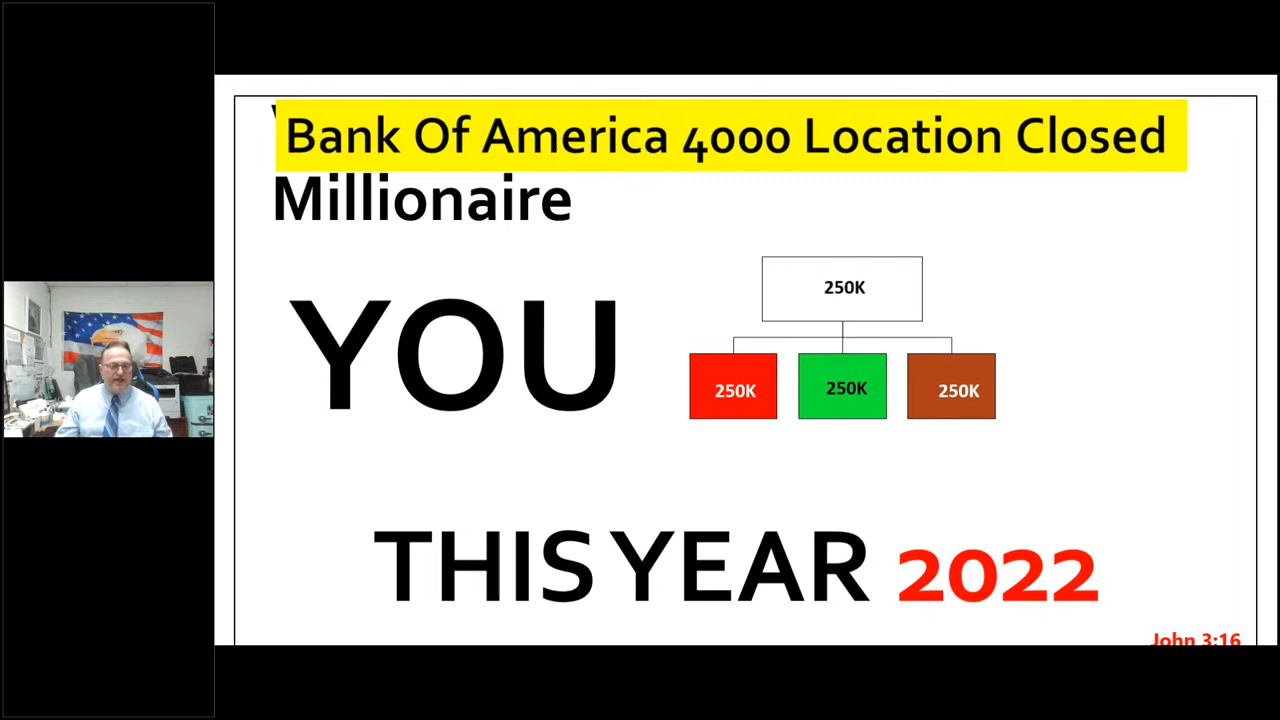 Bank Of America 4000 Location Closed
Millionaire
YOU
250K
250K
250K
250K
THIS YEAR 2022
John 3:16